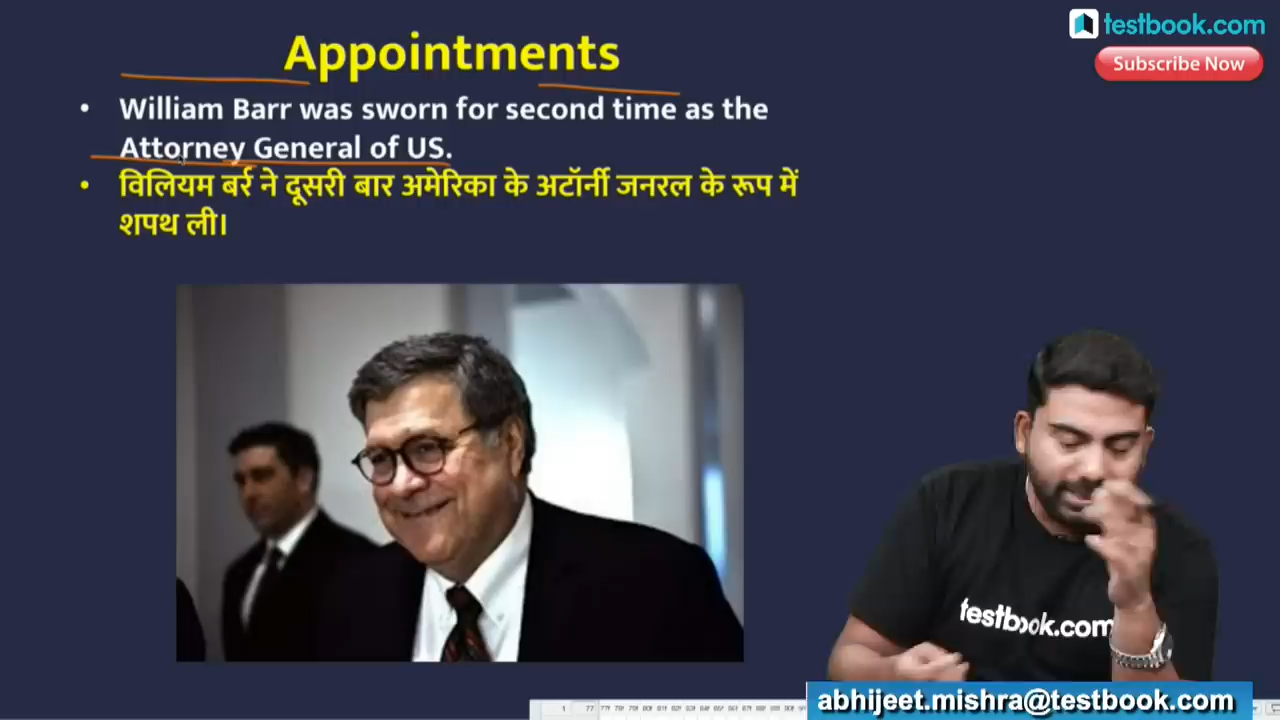 testbook.com
Subscribe Now
Appointments
• William Barr was sworn for second time as the
Attorney General of US.
• विलियम बर्र ने दूसरी बार अमेरिका के अटॉर्नी जनरल के रूप में
शपथ ली।
testbook.com
abhijeet.mishra@testbook.com